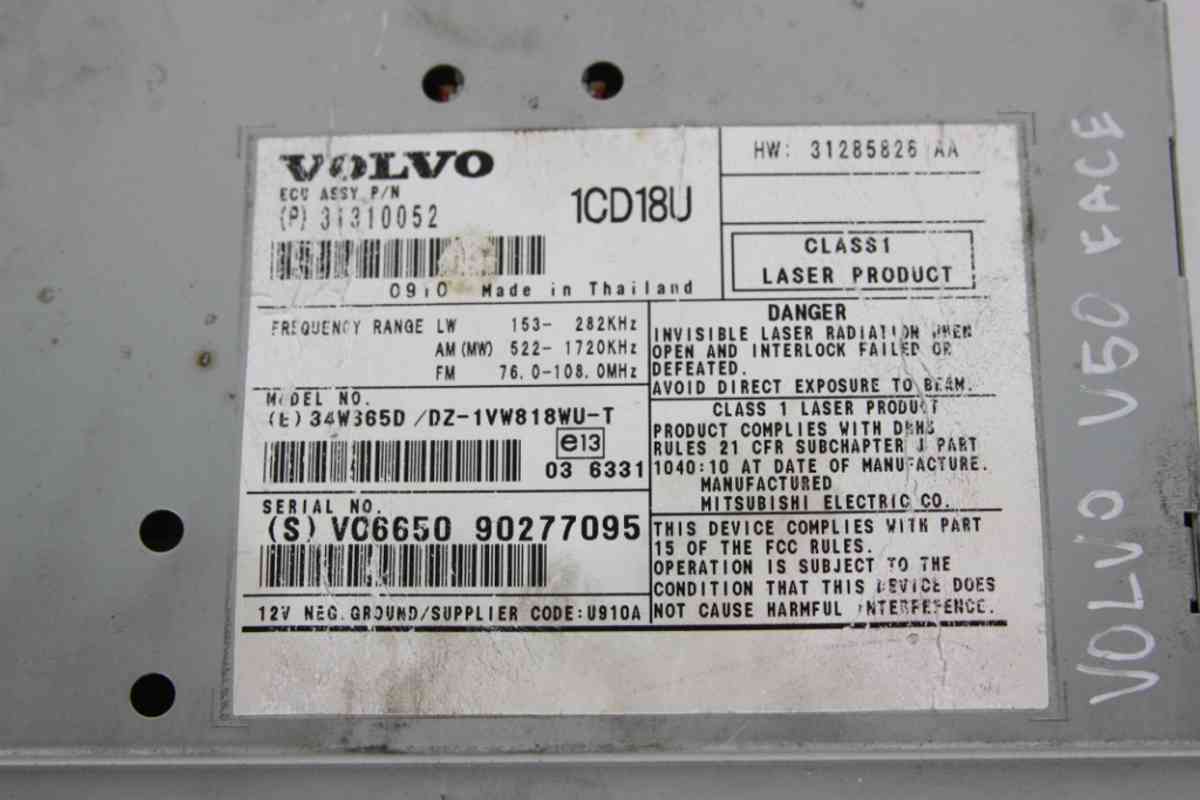 VOLVO
ECU ASSY P/N
(P) 31310052
1CD18U
0910 Made in Thailand
HW: 31285826 AA
CLASS1
LASER PRODUCT
FREQUENCY RANGE LW 153- 282KHz
AM (MW) 522- 1720KHz
FM 76.0-108.0MHz
MODEL NO.
(E) 34W365D /DZ-1VW818WU-T
e13
03 6331
SERIAL NO.
(S) VC6650 90277095
12V NEG.GROUND/SUPPLIER CODE:U910A
DANGER
INVISIBLE LASER RADIATION WHEN
OPEN AND INTERLOCK FAILED OR
DEFEATED.
AVOID DIRECT EXPOSURE TO BEAM.
CLASS 1 LASER PRODUCT
PRODUCT COMPLIES WITH DHHS
RULES 21 CFR SUBCHAPTER J PART
1040:10 AT DATE OF MANUFACTURE.
MANUFACTURED
MITSUBISHI ELECTRIC CO.
THIS DEVICE COMPLIES WITH PART
15 OF THE FCC RULES.
OPERATION IS SUBJECT TO THE
CONDITION THAT THIS DEVICE DOES
NOT CAUSE HARMFUL INTERFERENCE.
VOLVO V50 FACE